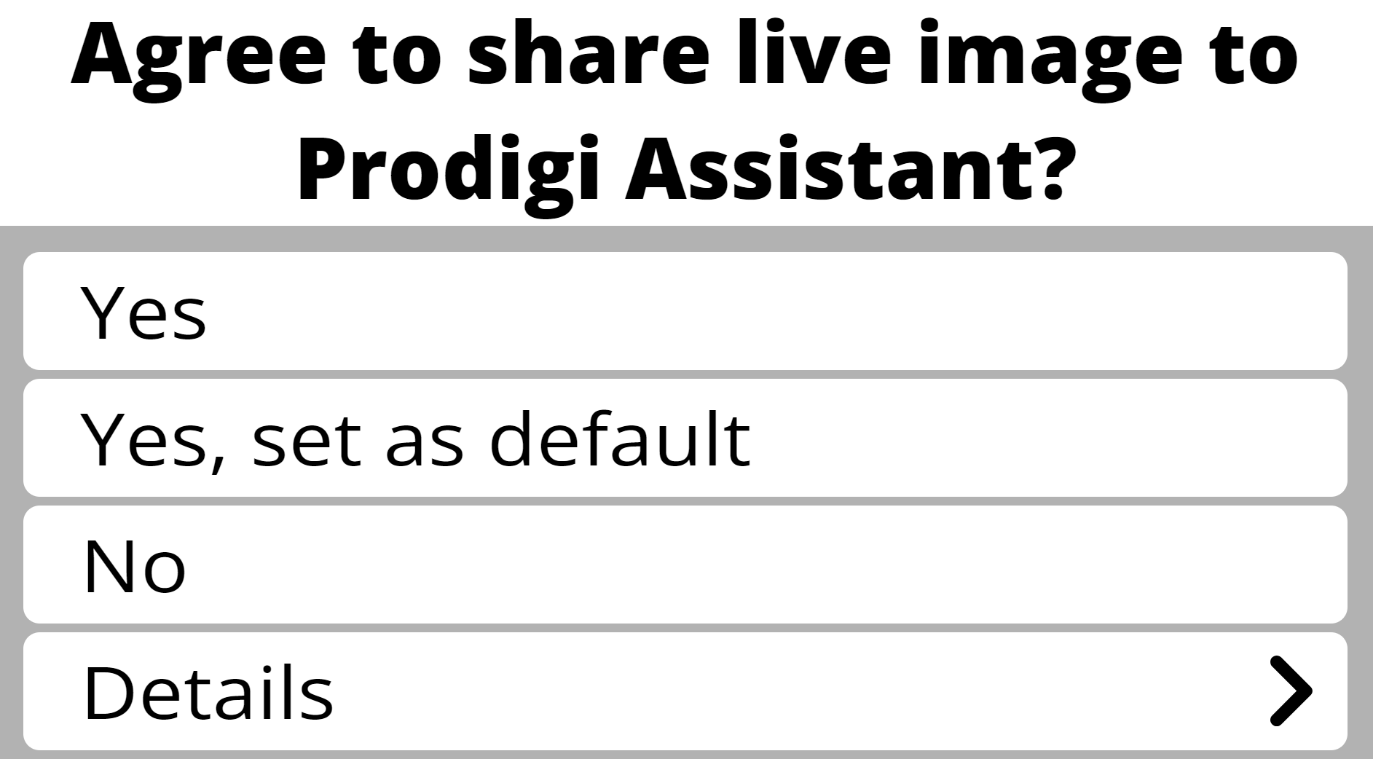 Agree to share live image to
Prodigi Assistant?
Yes
Yes, set as default
No
Details